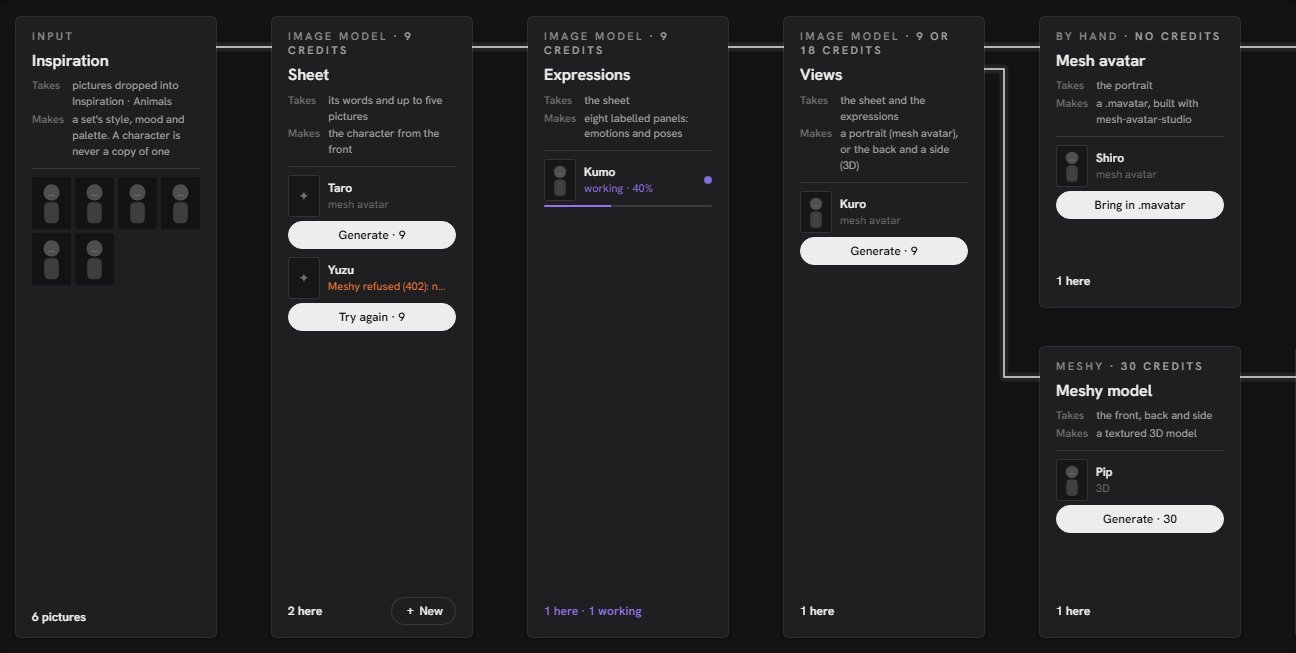 INPUT
Inspiration
Takes pictures dropped into
Inspiration · Animals
Makes a set's style, mood and
palette. A character is
never a copy of one
6 pictures
IMAGE MODEL · 9
CREDITS
Sheet
Takes its words and up to five
pictures
Makes the character from the
front
Taro
mesh avatar
Generate · 9
Yuzu
Meshy refused (402): n...
Try again · 9
2 here
+ New
IMAGE MODEL · 9
CREDITS
Expressions
Takes the sheet
Makes eight labelled panels:
emotions and poses
Kumo
working · 40%
1 here · 1 working
IMAGE MODEL · 9 OR
18 CREDITS
Views
Takes the sheet and the
expressions
Makes a portrait (mesh avatar),
or the back and a side
(3D)
Kuro
mesh avatar
Generate · 9
1 here
BY HAND · NO CREDITS
Mesh avatar
Takes the portrait
Makes a .mavatar, built with
mesh-avatar-studio
Shiro
mesh avatar
Bring in .mavatar
1 here
MESHY · 30 CREDITS
Meshy model
Takes the front, back and side
Makes a textured 3D model
Pip
3D
Generate · 30
1 here